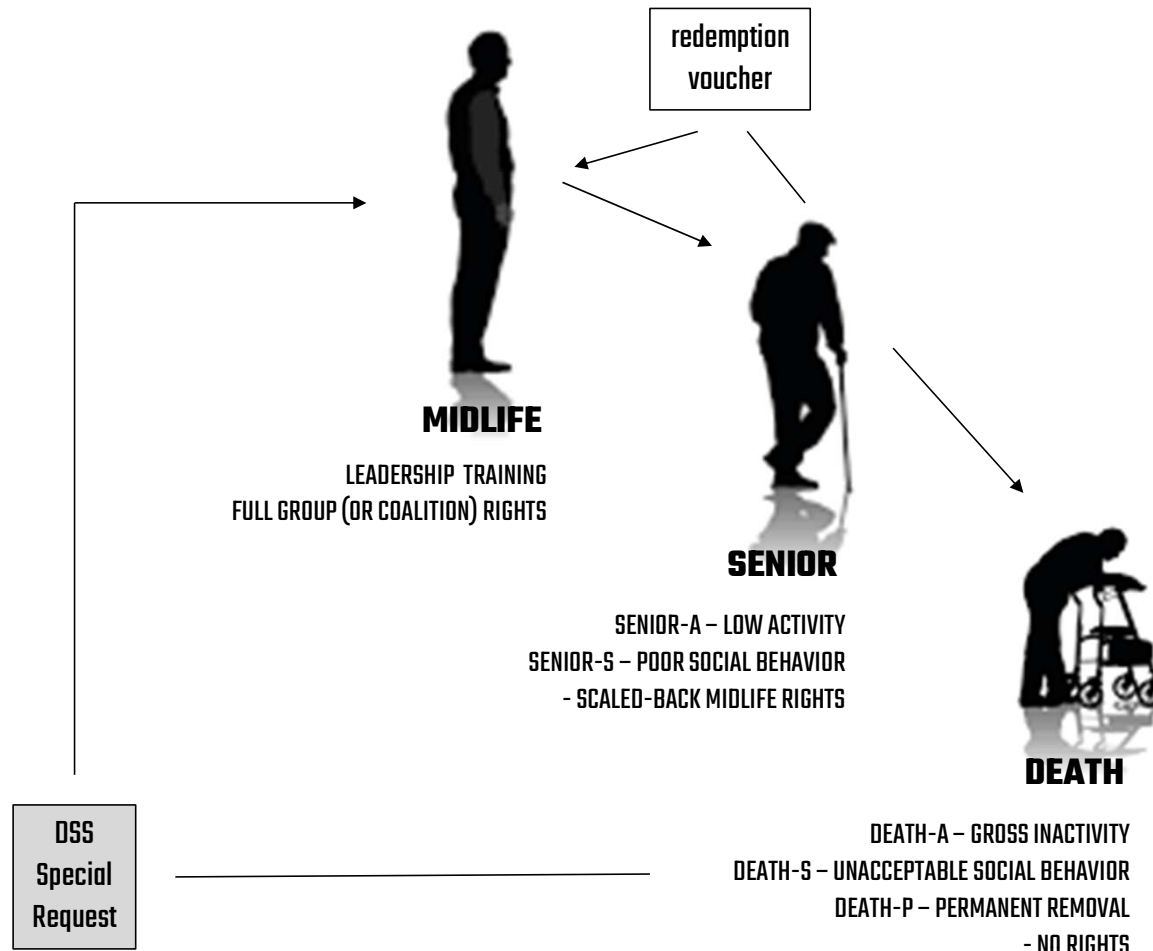 redemption
voucher
MIDLIFE
LEADERSHIP TRAINING
FULL GROUP (OR COALITION) RIGHTS
SENIOR
SENIOR-A – LOW ACTIVITY
SENIOR-S – POOR SOCIAL BEHAVIOR
- SCALED-BACK MIDLIFE RIGHTS
DEATH
DEATH-A – GROSS INACTIVITY
DEATH-S – UNACCEPTABLE SOCIAL BEHAVIOR
DEATH-P – PERMANENT REMOVAL
- NO RIGHTS
DSS
Special
Request